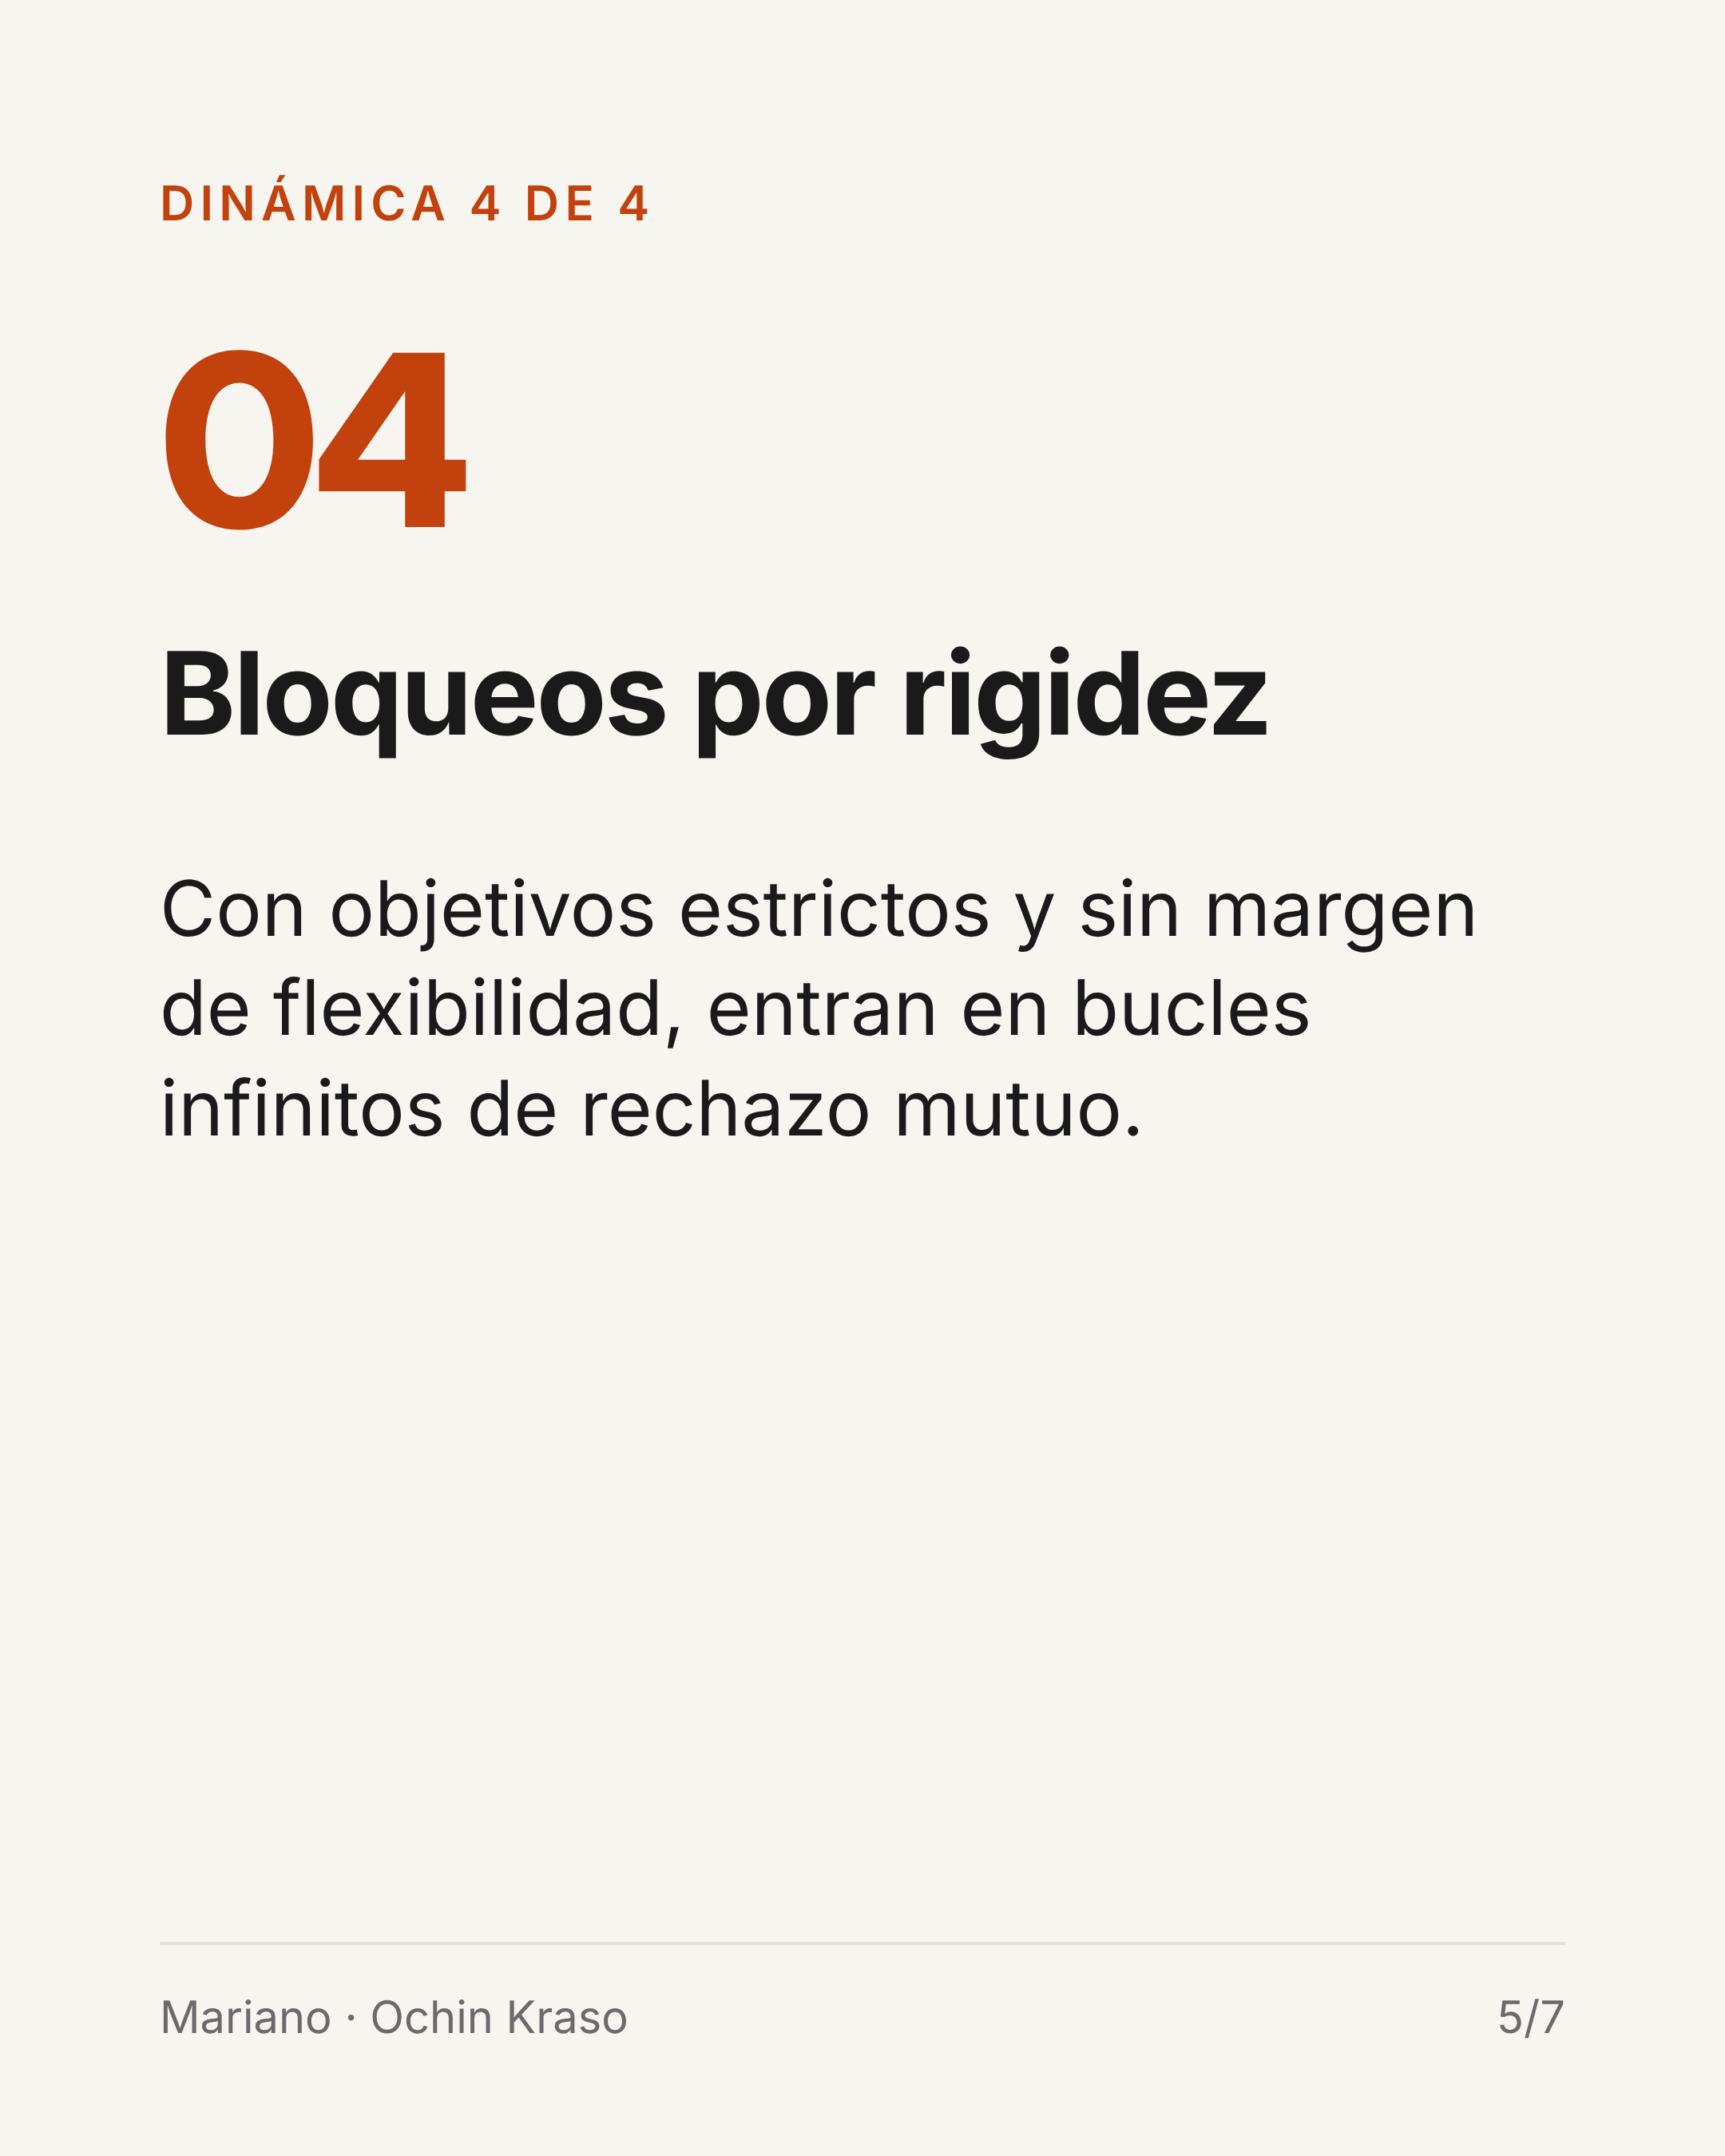 DINÁMICA 4 DE 4
04
Bloqueos por rigidez
Con objetivos estrictos y sin margen
de flexibilidad, entran en bucles
infinitos de rechazo mutuo.
Mariano · Ochin Kraso
5/7